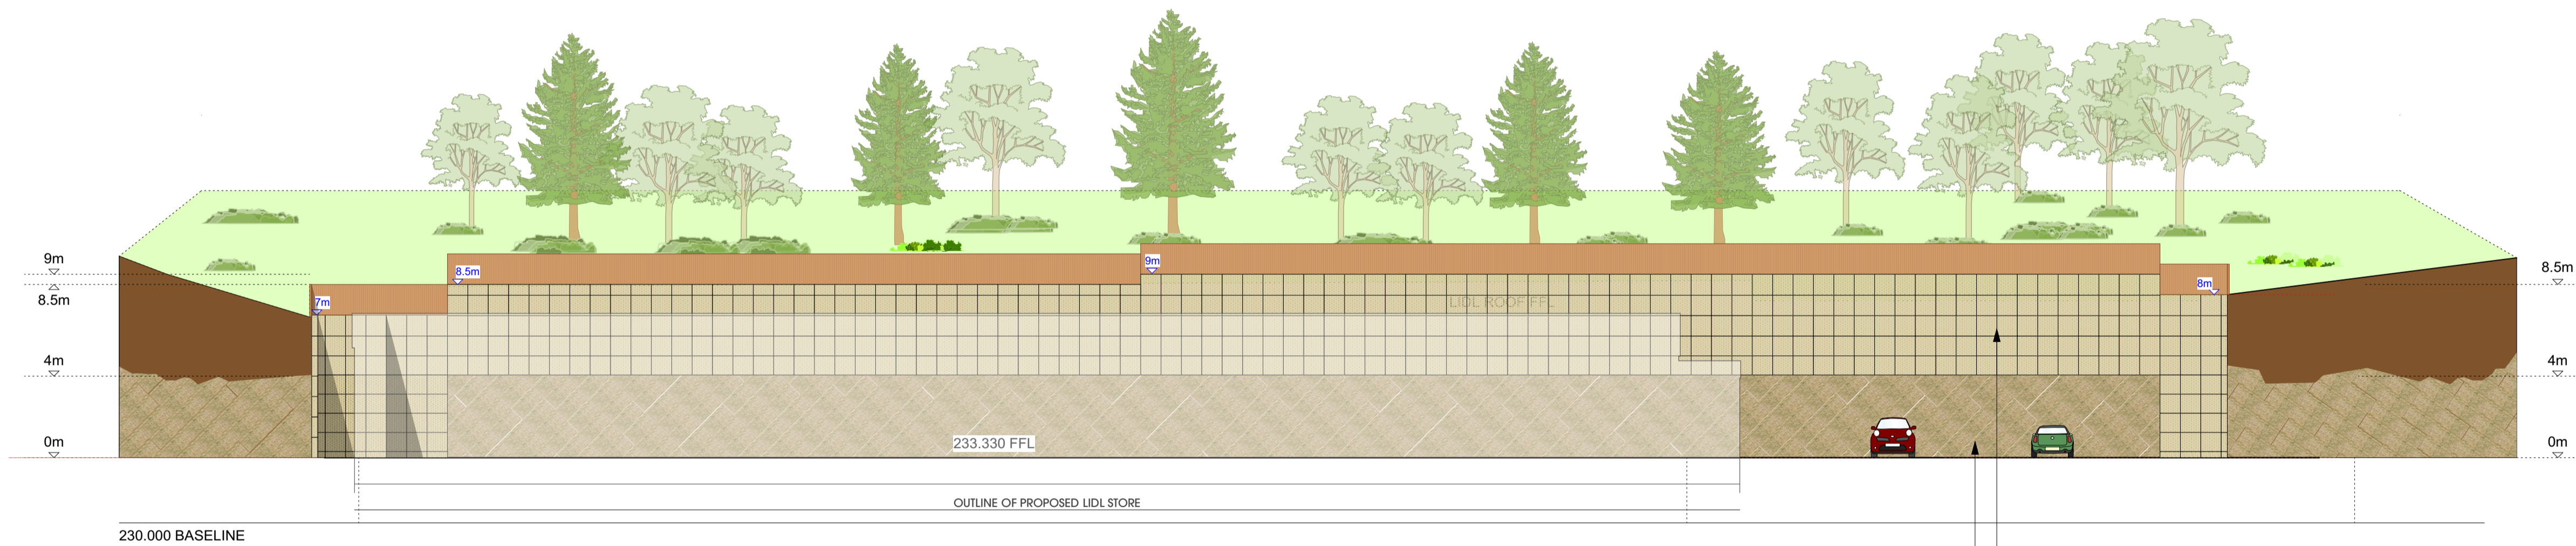 9m
8.5m
4m
0m
7m
8.5m
9m
LIDL ROOF FFL
8m
8.5m
4m
0m
233.330 FFL
OUTLINE OF PROPOSED LIDL STORE
230.000 BASELINE